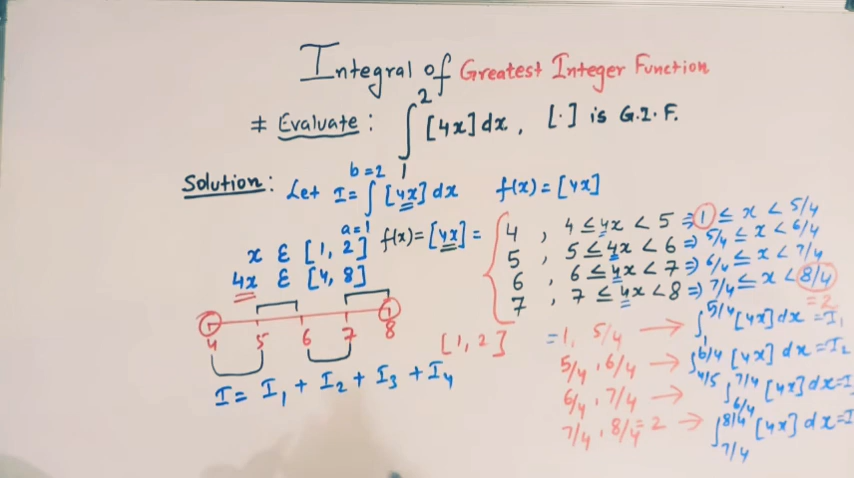 Integral of Greatest Integer Function
≠ Evaluate : ∫₁² [4x] dx , [·] is G.I.F.
Solution : Let I = ∫ₐ₌₁ᵇ⁼² [4x] dx f(x) = [4x]
x ε [1, 2] f(x) = [4x] =
4x ε [4, 8]
4 , 4 ≤ 4x < 5 ⇒ 1 ≤ x < 5/4
5 , 5 ≤ 4x < 6 ⇒ 5/4 ≤ x < 6/4
6 , 6 ≤ 4x < 7 ⇒ 6/4 ≤ x < 7/4
7 , 7 ≤ 4x < 8 ⇒ 7/4 ≤ x < 8/4
= 2
4 5 6 7 8
I = I₁ + I₂ + I₃ + I₄
[1, 2] = 1, 5/4 → ∫₁^{5/4} [4x] dx = I₁
5/4, 6/4 → ∫_{4/5}^{6/4} [4x] dx = I₂
6/4, 7/4 → ∫_{6/4}^{7/4} [4x] dx = I
7/4, 8/4 = 2 → ∫_{7/4}^{8/4} [4x] dx = I